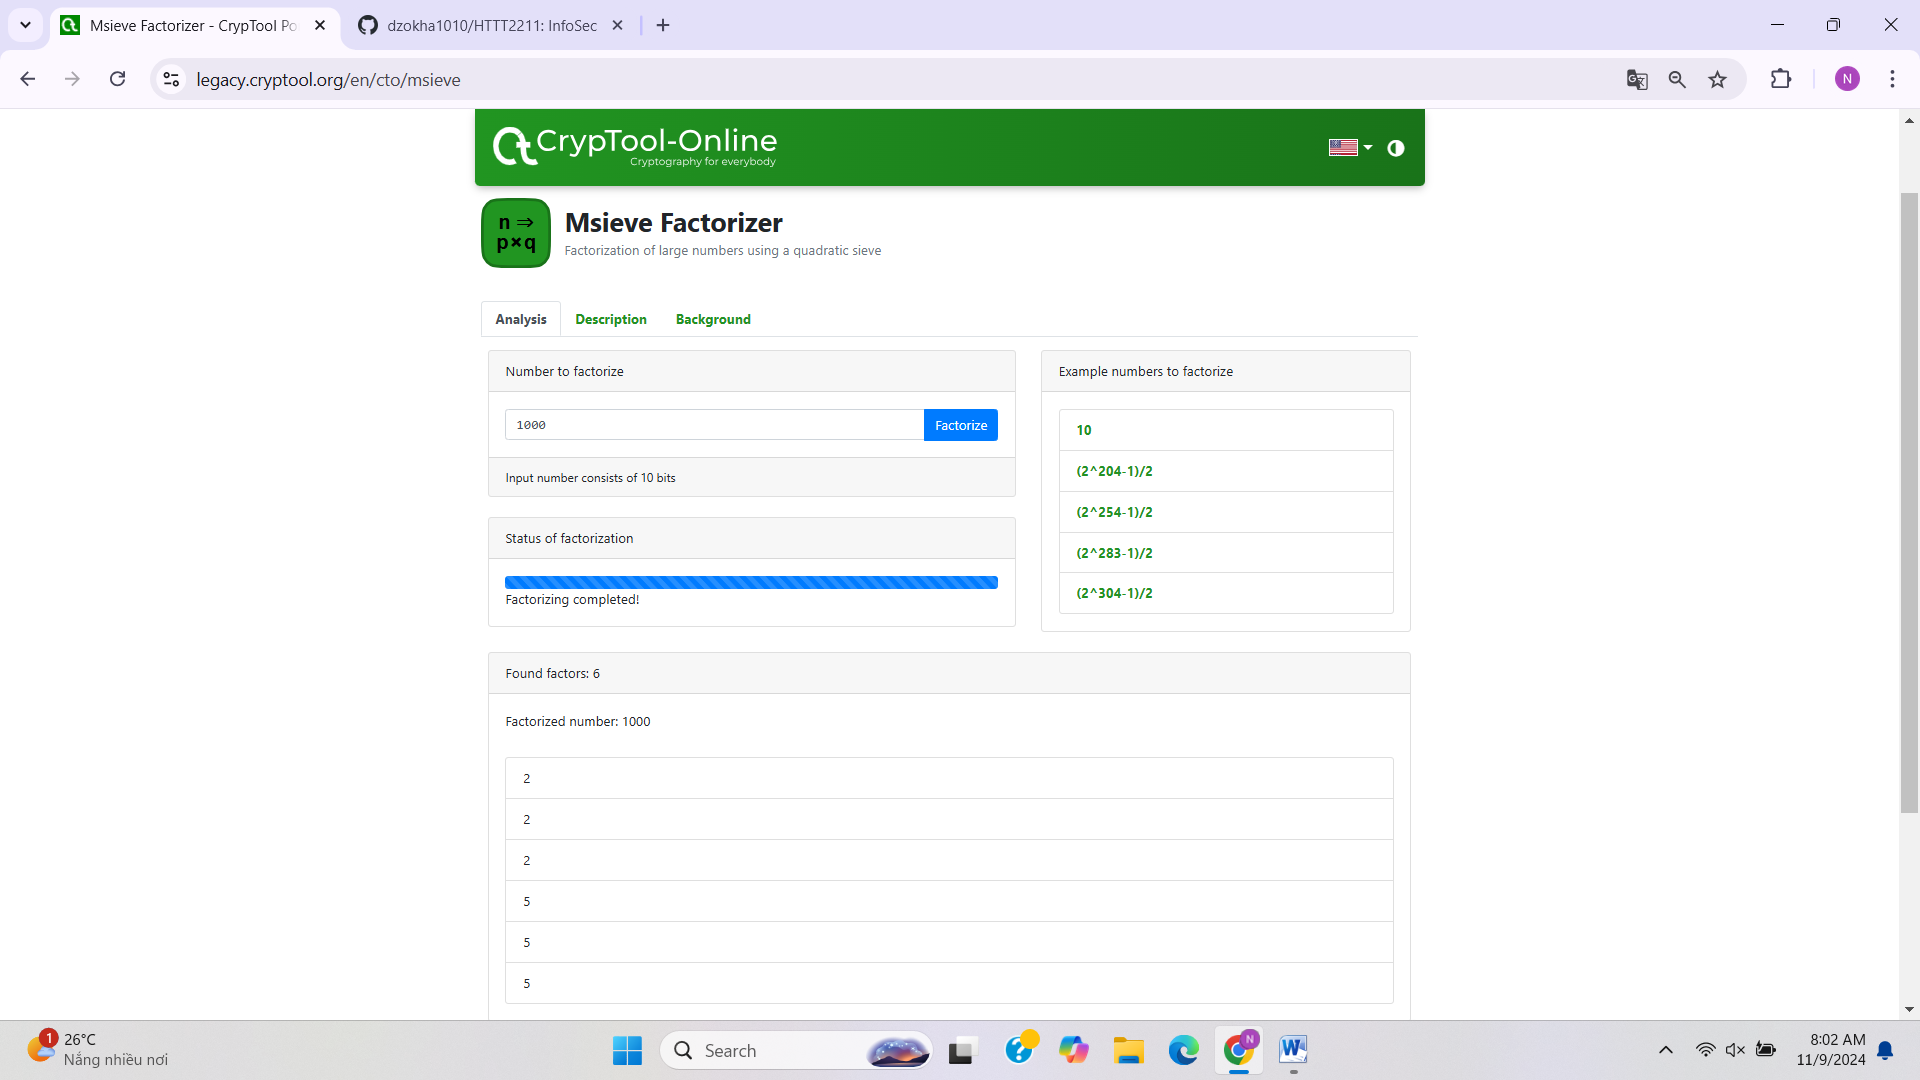 Msieve Factorizer - CrypTool Po
dzokha1010/HTTT2211: InfoSec
legacy.cryptool.org/en/cto/msieve
N
CrypTool-Online
Cryptography for everybody
n ⇒
p×q
Msieve Factorizer
Factorization of large numbers using a quadratic sieve
Analysis
Description
Background
Number to factorize
1000
Factorize
Input number consists of 10 bits
Status of factorization
Factorizing completed!
Example numbers to factorize
10
(2^204-1)/2
(2^254-1)/2
(2^283-1)/2
(2^304-1)/2
Found factors: 6
Factorized number: 1000
2
2
2
5
5
5
1
26°C
Nắng nhiều nơi
Search
N
8:02 AM
11/9/2024